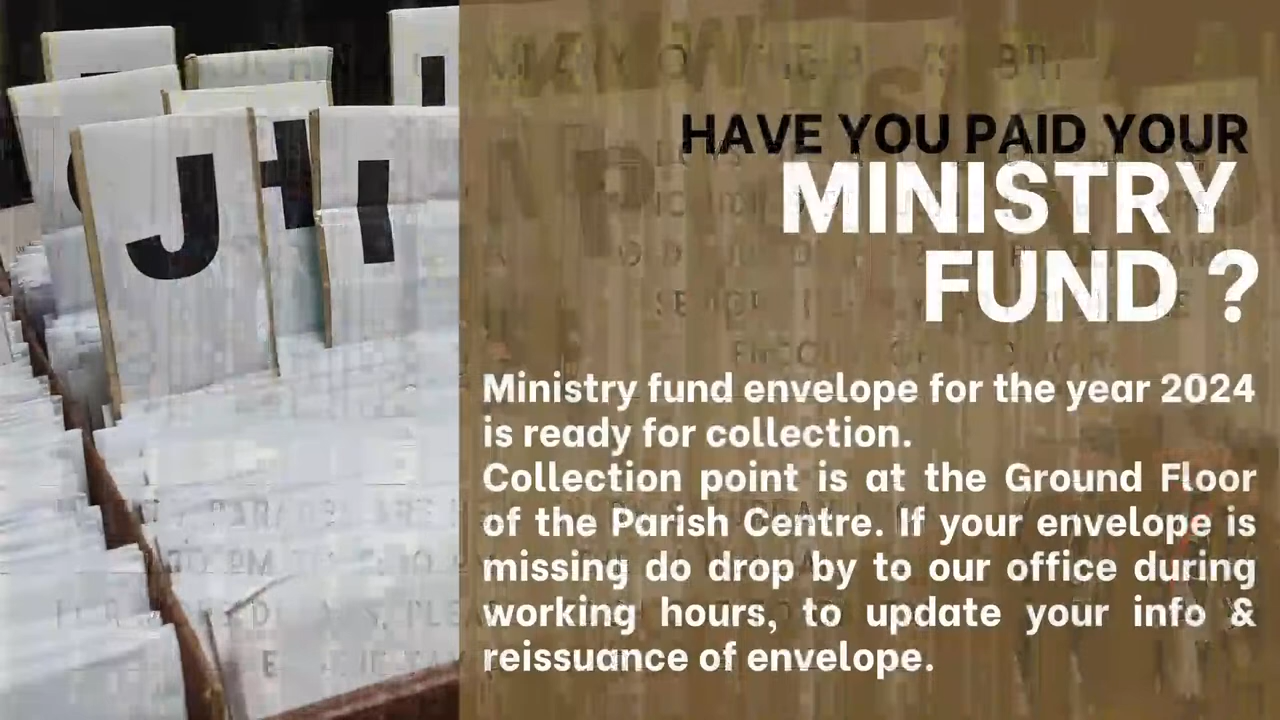 J
H
I
HAVE YOU PAID YOUR
MINISTRY
FUND ?
Ministry fund envelope for the year 2024
is ready for collection.
Collection point is at the Ground Floor
of the Parish Centre. If your envelope is
missing do drop by to our office during
working hours, to update your info &
reissuance of envelope.